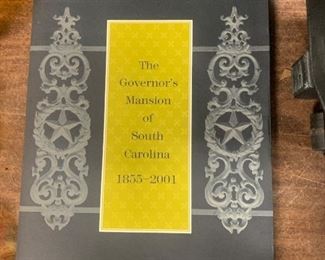 The
Governor's
Mansion
of
South
Carolina
1855–2001